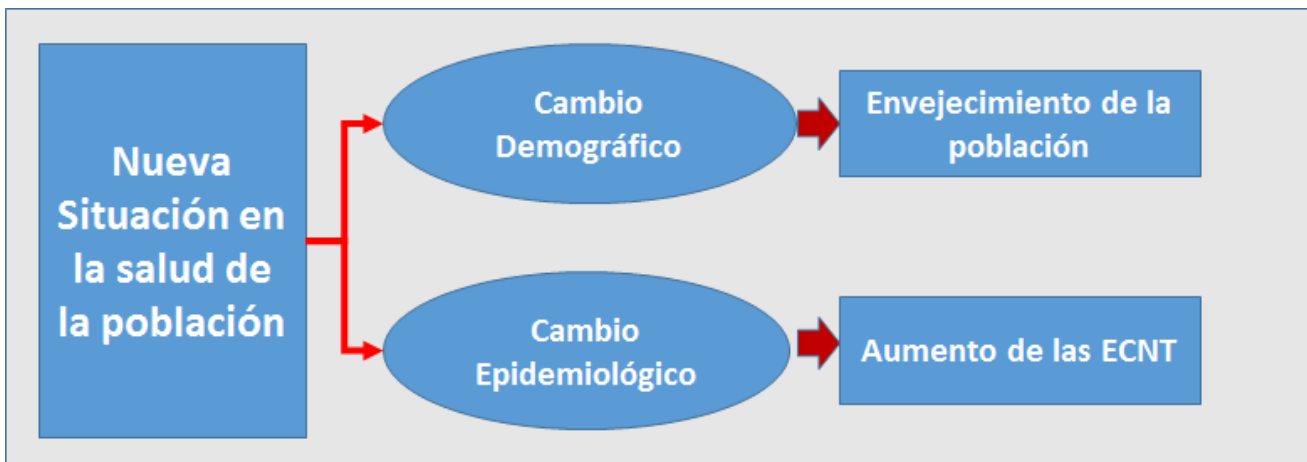 Nueva
Situación en
la salud de
la población
Cambio
Demográfico
Envejecimiento de la
población
Cambio
Epidemiológico
Aumento de las ECNT